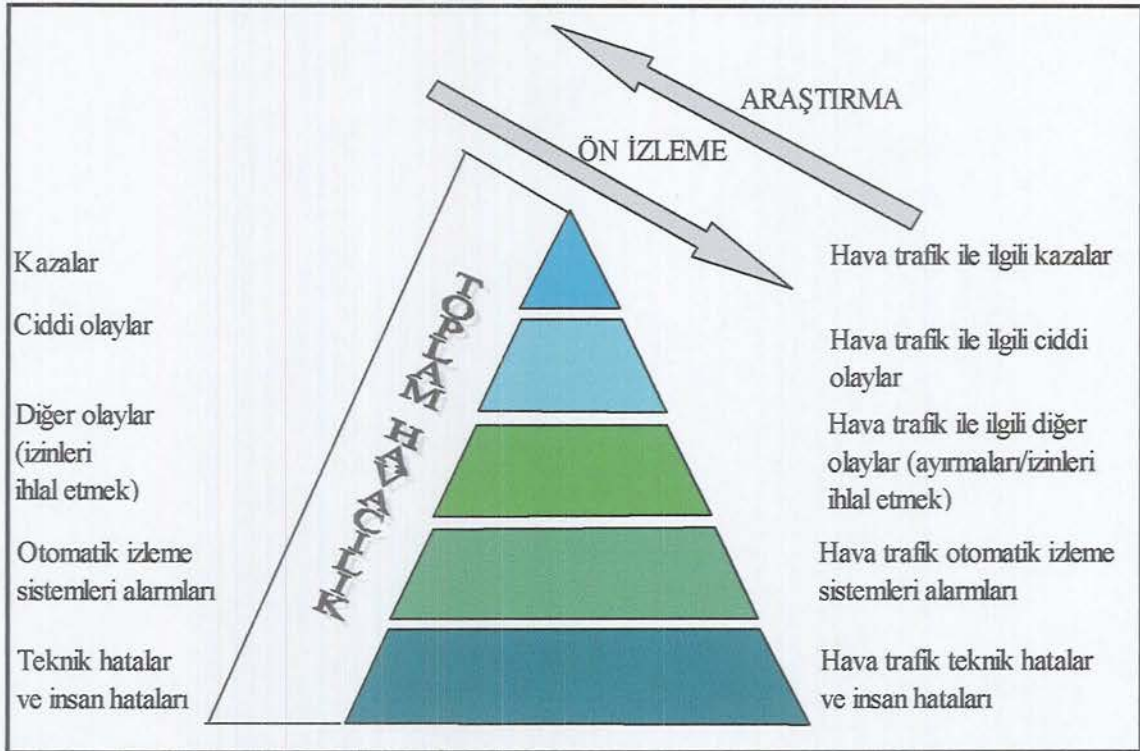 ARAŞTIRMA
ÖN İZLEME
Kazalar
Ciddi olaylar
Diğer olaylar
(izinleri
ihlal etmek)
Otomatik izleme
sistemleri alarmları
Teknik hatalar
ve insan hataları
TOPLAM HAVACILIK
Hava trafik ile ilgili kazalar
Hava trafik ile ilgili ciddi
olaylar
Hava trafik ile ilgili diğer
olaylar (ayırmaları/izinleri
ihlal etmek)
Hava trafik otomatik izleme
sistemleri alarmları
Hava trafik teknik hatalar
ve insan hataları